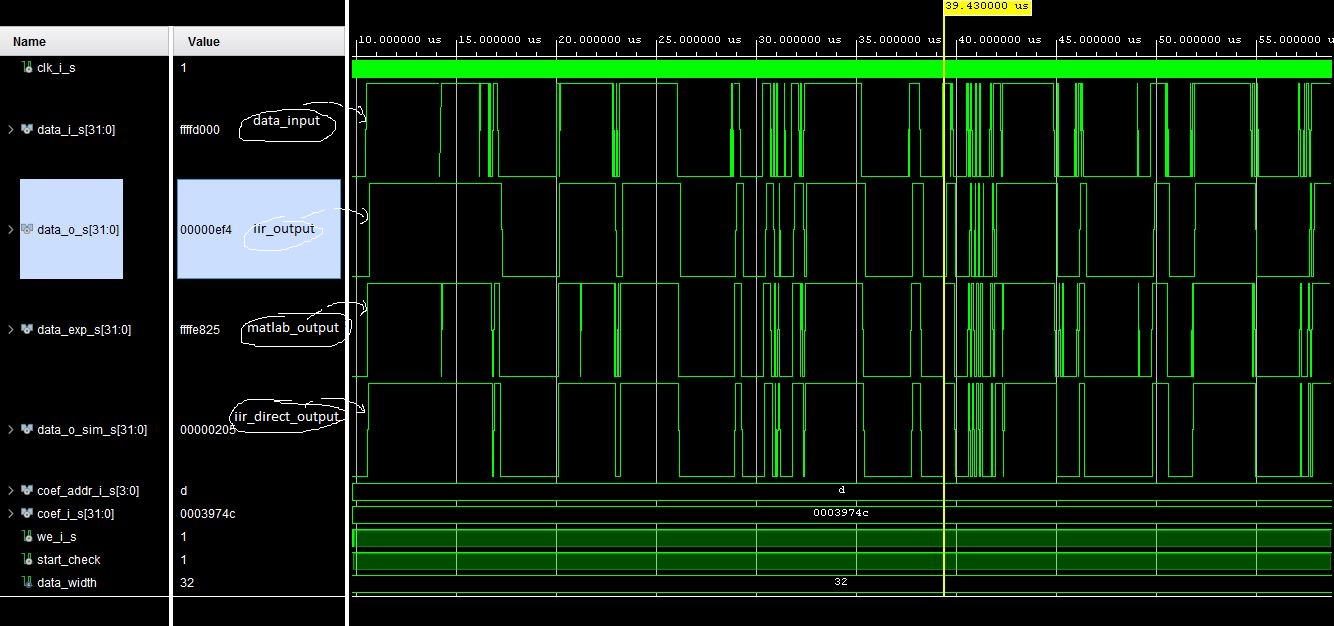 39.430000 us
Name Value
10.000000 us 15.000000 us 20.000000 us 25.000000 us 30.000000 us 35.000000 us 40.000000 us 45.000000 us 50.000000 us 55.000000 u
clk_i_s 1
data_i_s[31:0] ffffd000 data_input
data_o_s[31:0] 00000ef4 iir_output
data_exp_s[31:0] ffffe825 matlab_output
iir_direct_output
data_o_sim_s[31:0] 00000205
coef_addr_i_s[3:0] d d
coef_i_s[31:0] 0003974c 0003974c
we_i_s 1
start_check 1
data_width 32 32